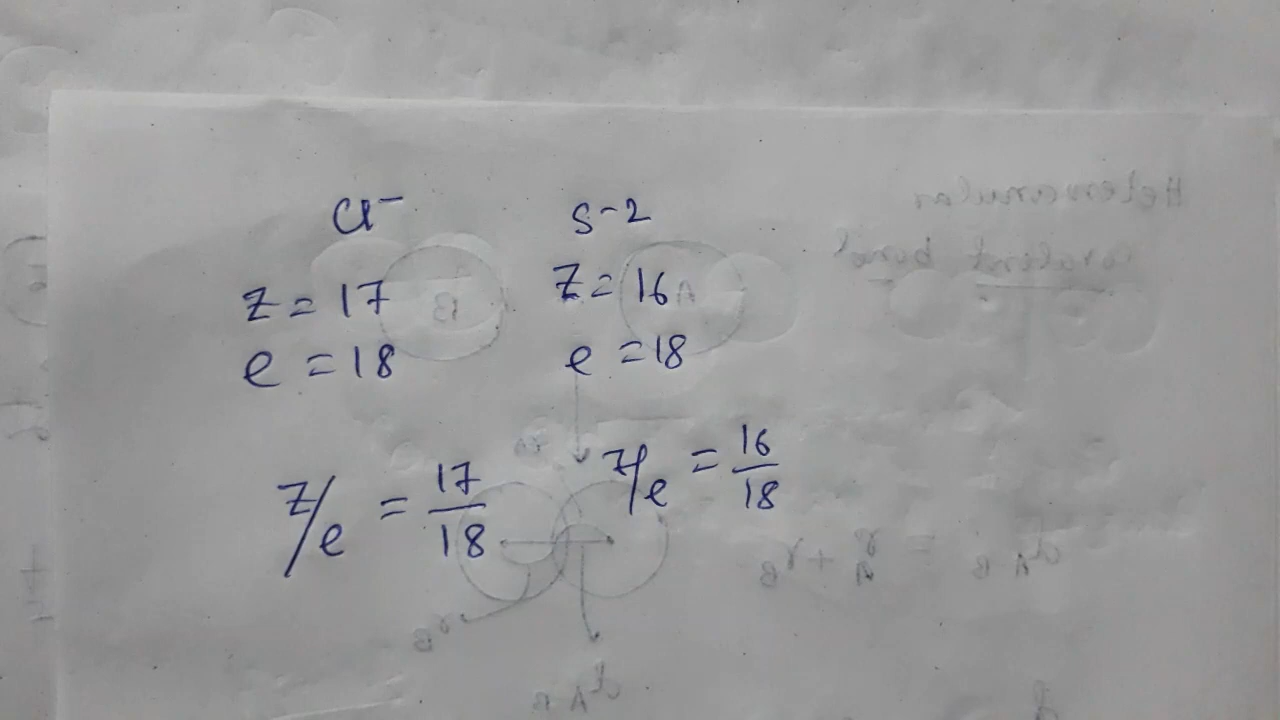 Cl⁻ S-2
Z = 17 Z = 16
e = 18 e = 18
Z/e = 17/18 Z/e = 16/18